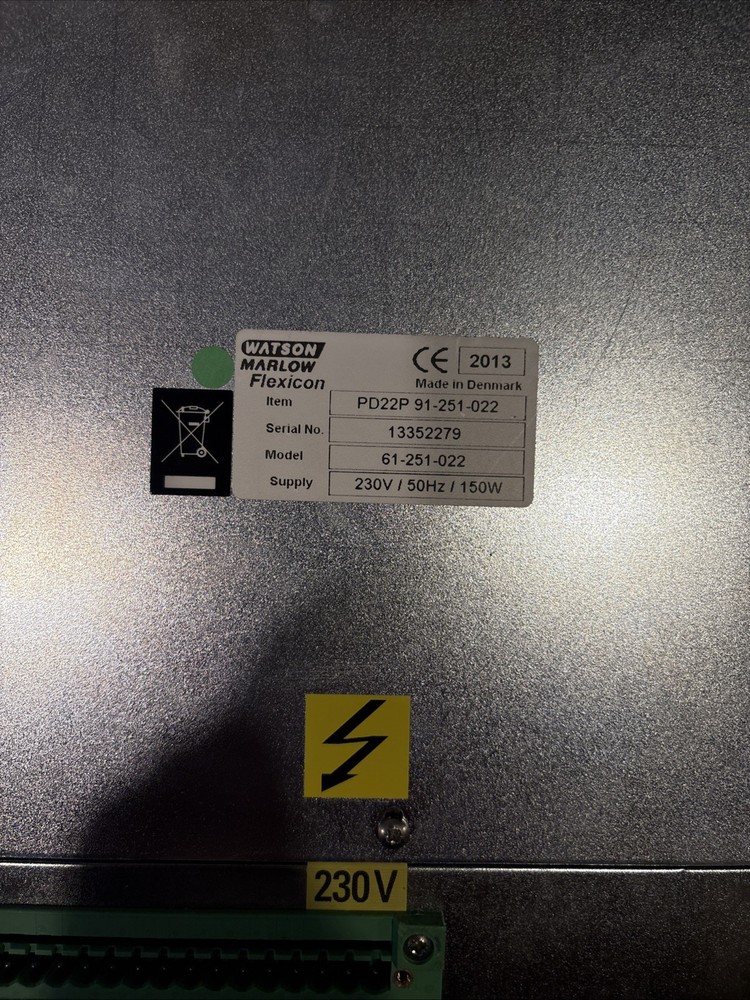 WATSON
MARLOW
Flexicon
CE 2013
Made in Denmark
Item PD22P 91-251-022
Serial No. 13352279
Model 61-251-022
Supply 230V / 50Hz / 150W
230V